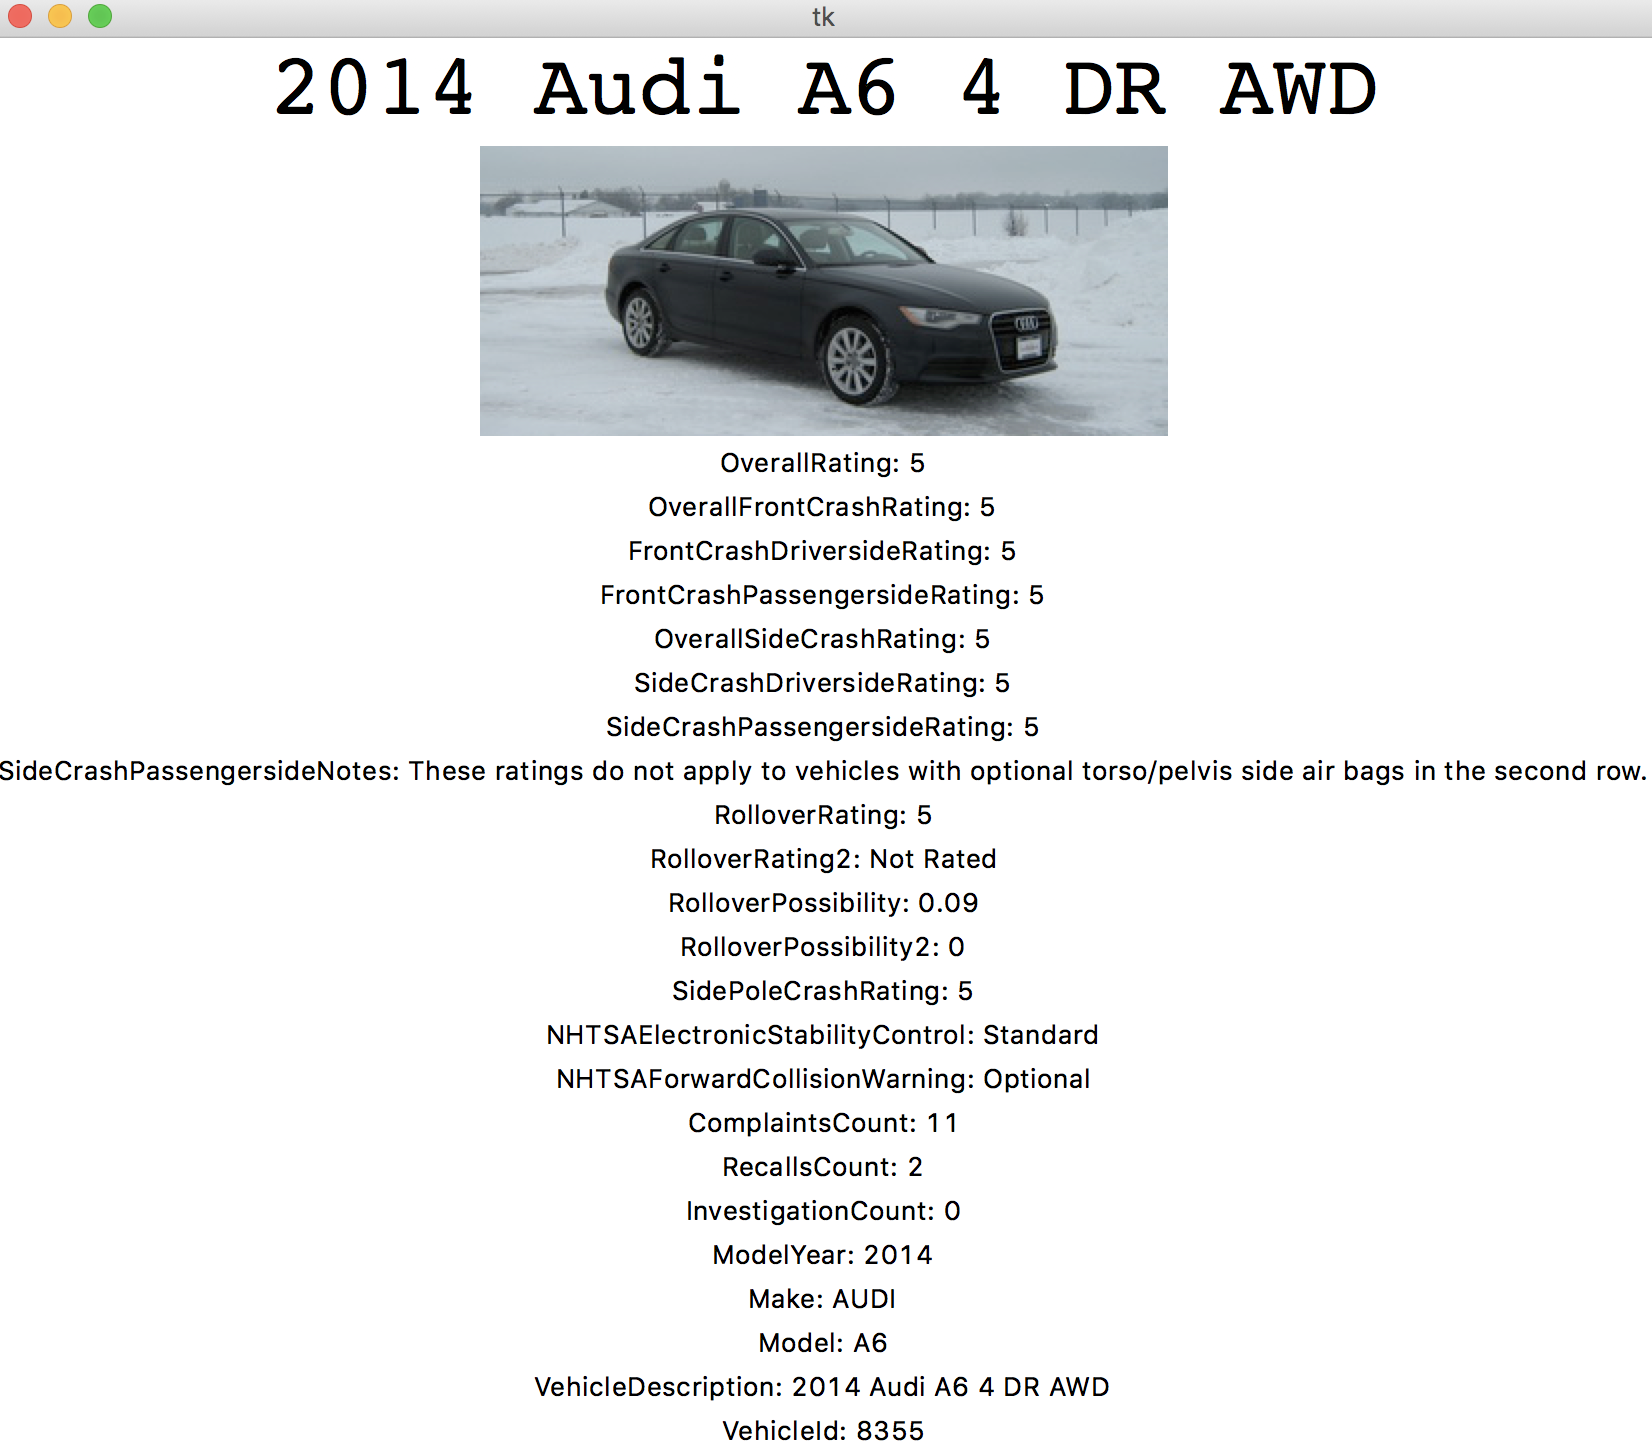 tk
2014 Audi A6 4 DR AWD
OverallRating: 5
OverallFrontCrashRating: 5
FrontCrashDriversideRating: 5
FrontCrashPassengersideRating: 5
OverallSideCrashRating: 5
SideCrashDriversideRating: 5
SideCrashPassengersideRating: 5
SideCrashPassengersideNotes: These ratings do not apply to vehicles with optional torso/pelvis side air bags in the second row.
RolloverRating: 5
RolloverRating2: Not Rated
RolloverPossibility: 0.09
RolloverPossibility2: 0
SidePoleCrashRating: 5
NHTSAElectronicStabilityControl: Standard
NHTSAForwardCollisionWarning: Optional
ComplaintsCount: 11
RecallsCount: 2
InvestigationCount: 0
ModelYear: 2014
Make: AUDI
Model: A6
VehicleDescription: 2014 Audi A6 4 DR AWD
VehicleId: 8355